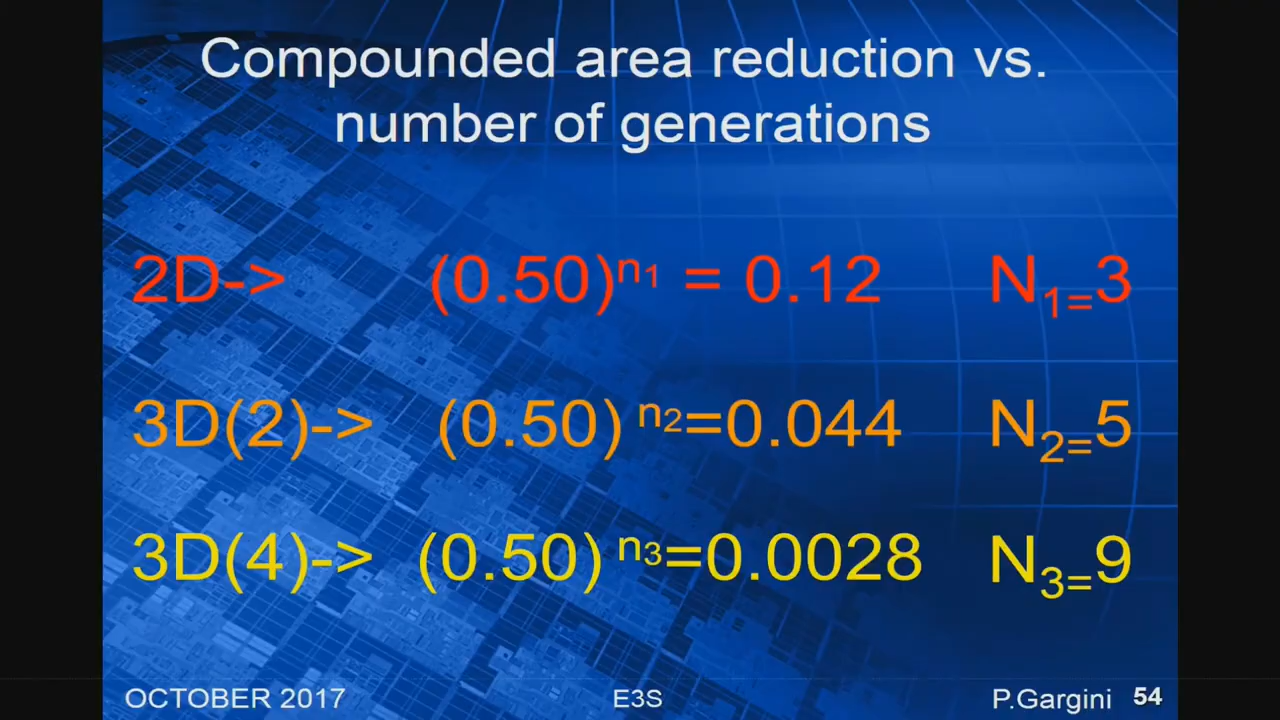 Compounded area reduction vs.
number of generations
2D-> (0.50)ⁿ₁ = 0.12 N₁₌3
3D(2)-> (0.50) ⁿ₂=0.044 N₂₌5
3D(4)-> (0.50) ⁿ₃=0.0028 N₃₌9
OCTOBER 2017 E3S P.Gargini 54